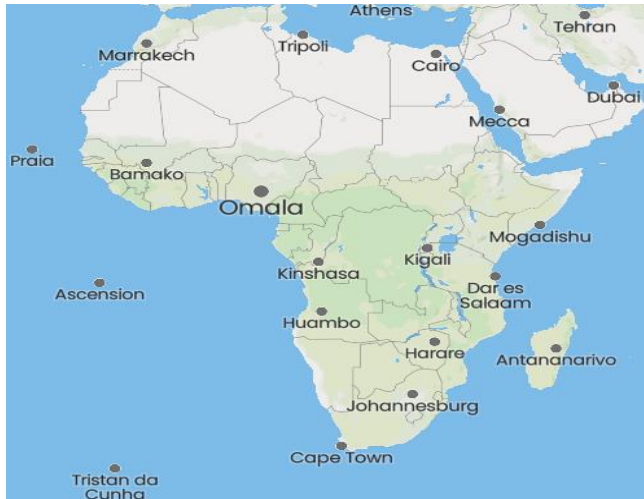 Athens
Tehran
Marrakech
Tripoli
Cairo
Dubai
Mecca
Praia
Bamako
Omala
Mogadishu
Kigali
Kinshasa
Ascension
Dar es
Salaam
Huambo
Harare
Antananarivo
Johannesburg
Cape Town
Tristan da
Cunha